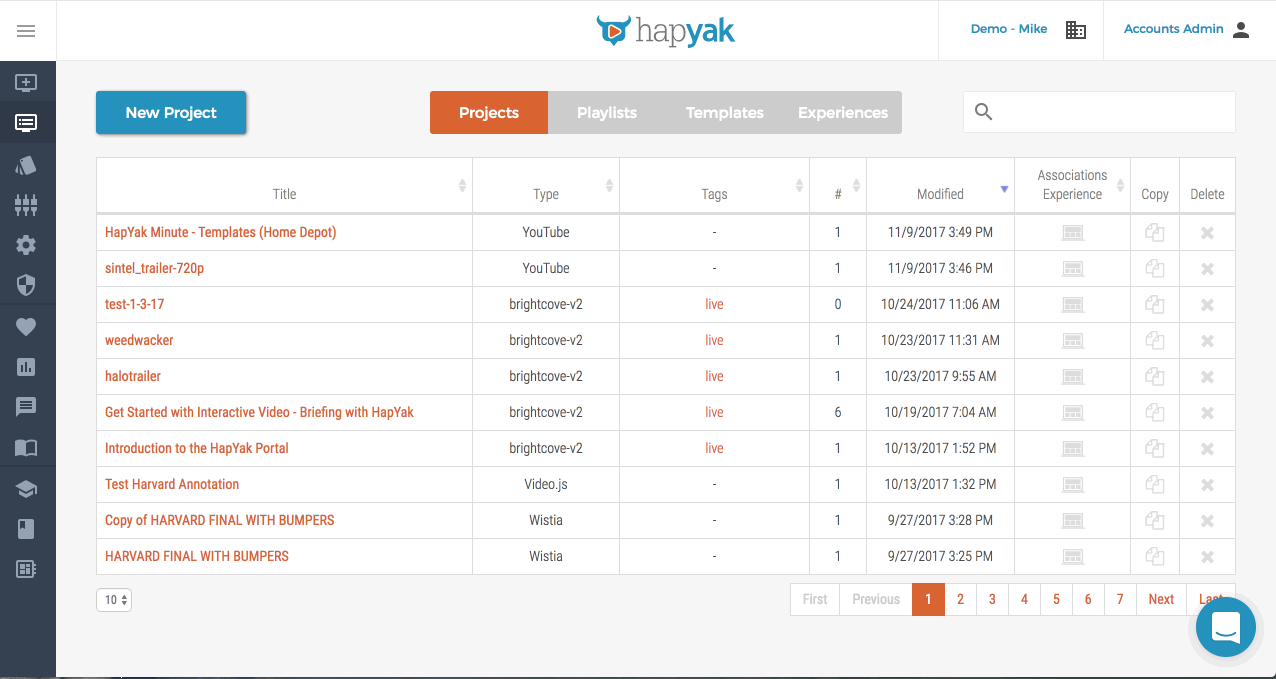 hapyak
Demo - Mike
Accounts Admin
New Project
Projects Playlists Templates Experiences
Title Type Tags # Modified Associations Experience Copy Delete
HapYak Minute - Templates (Home Depot) YouTube - 1 11/9/2017 3:49 PM
sintel_trailer-720p YouTube - 1 11/9/2017 3:46 PM
test-1-3-17 brightcove-v2 live 0 10/24/2017 11:06 AM
weedwacker brightcove-v2 live 1 10/23/2017 11:31 AM
halotrailer brightcove-v2 live 1 10/23/2017 9:55 AM
Get Started with Interactive Video - Briefing with HapYak brightcove-v2 live 6 10/19/2017 7:04 AM
Introduction to the HapYak Portal brightcove-v2 live 1 10/13/2017 1:52 PM
Test Harvard Annotation Video.js - 1 10/13/2017 1:32 PM
Copy of HARVARD FINAL WITH BUMPERS Wistia - 1 9/27/2017 3:28 PM
HARVARD FINAL WITH BUMPERS Wistia - 1 9/27/2017 3:25 PM
10 First Previous 1 2 3 4 5 6 7 Next Last